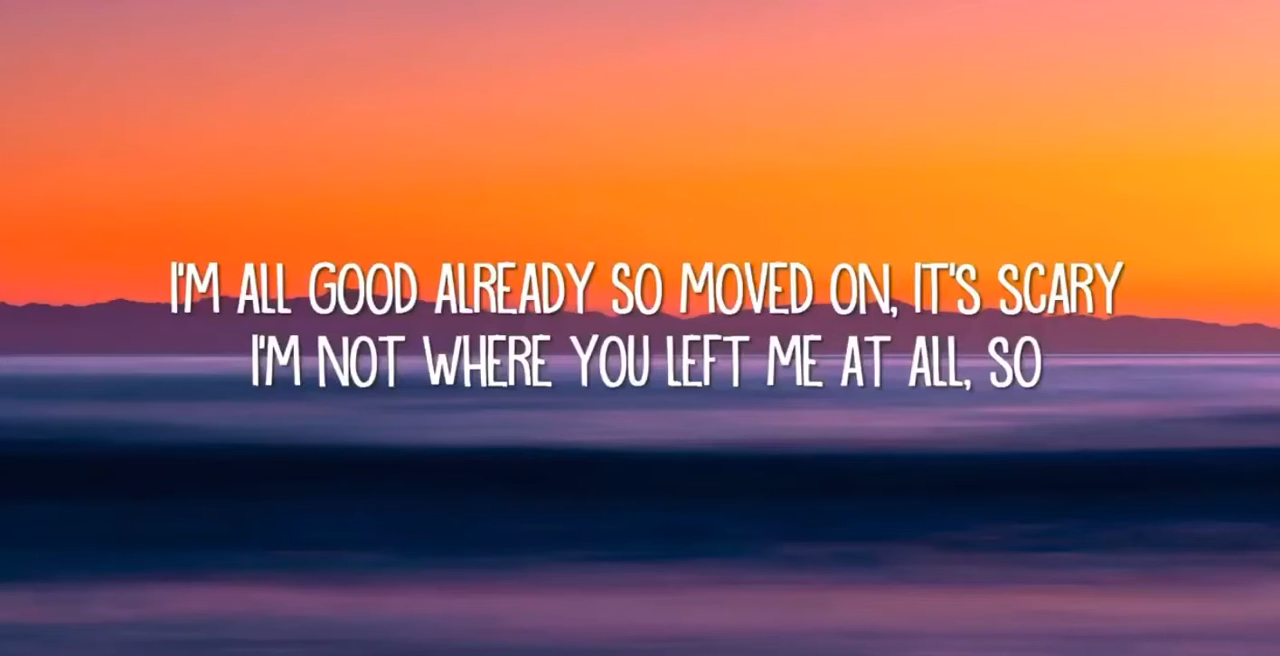 I'M ALL GOOD ALREADY SO MOVED ON, IT'S SCARY
I'M NOT WHERE YOU LEFT ME AT ALL, SO